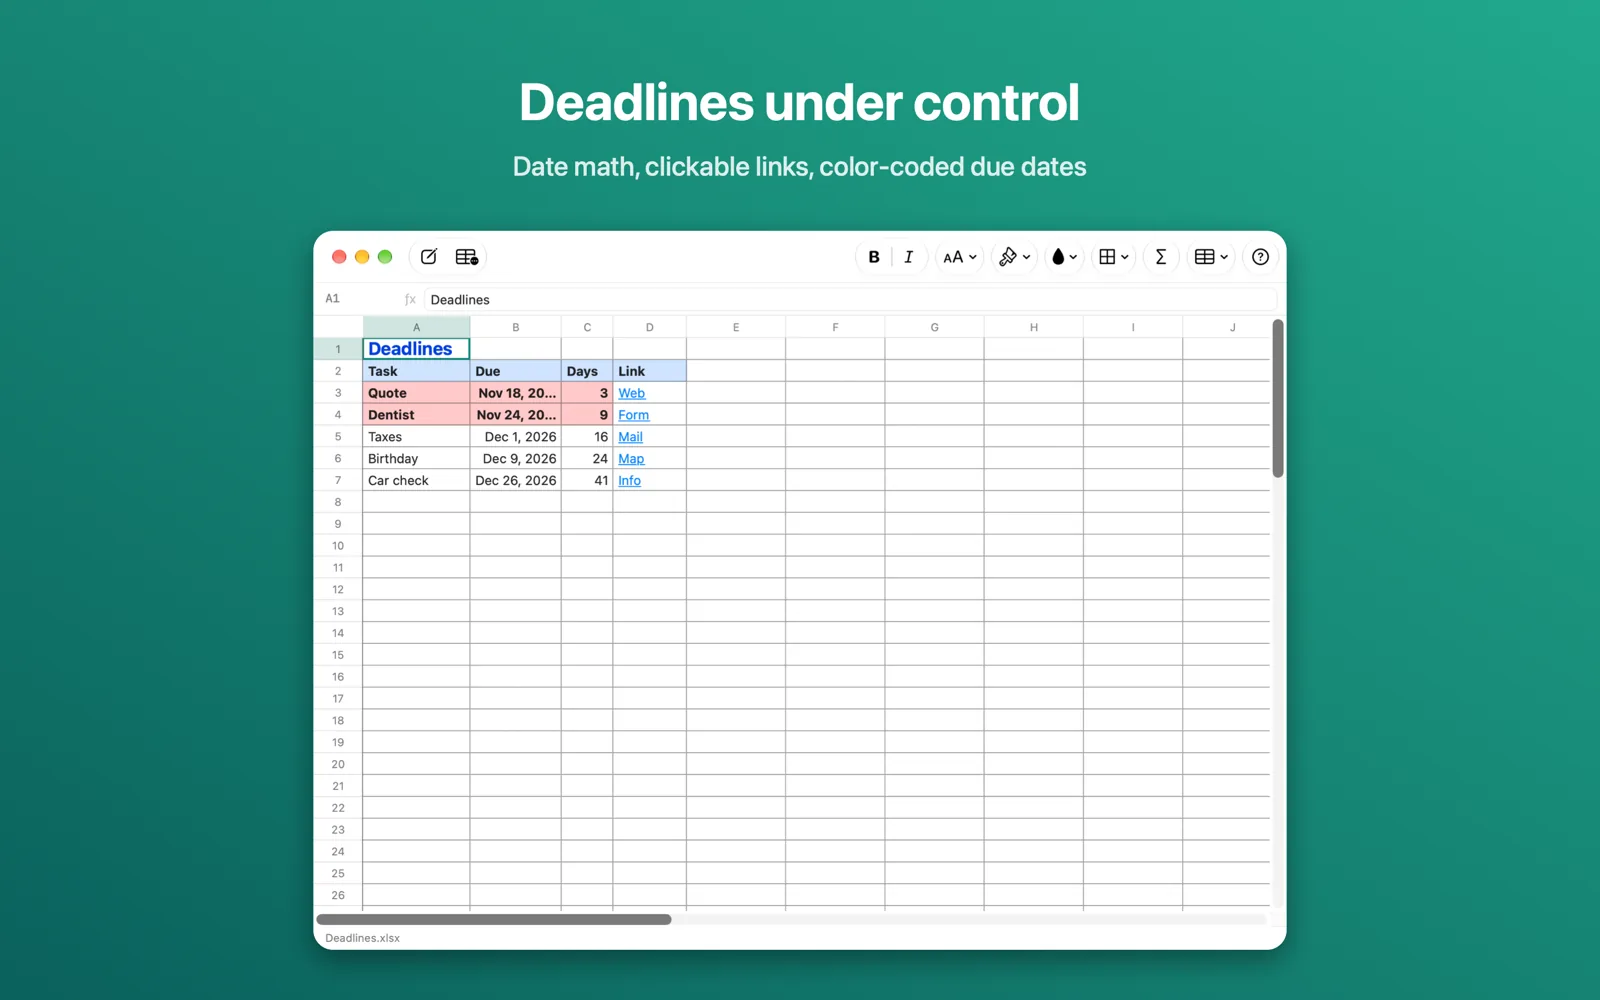 Deadlines under control
Date math, clickable links, color-coded due dates
B I AA
A1 fx Deadlines
A B C D E F G H I J
1 Deadlines
2 Task Due Days Link
3 Quote Nov 18, 20... 3 Web
4 Dentist Nov 24, 20... 9 Form
5 Taxes Dec 1, 2026 16 Mail
6 Birthday Dec 9, 2026 24 Map
7 Car check Dec 26, 2026 41 Info
8
9
10
11
12
13
14
15
16
17
18
19
20
21
22
23
24
25
26
Deadlines.xlsx